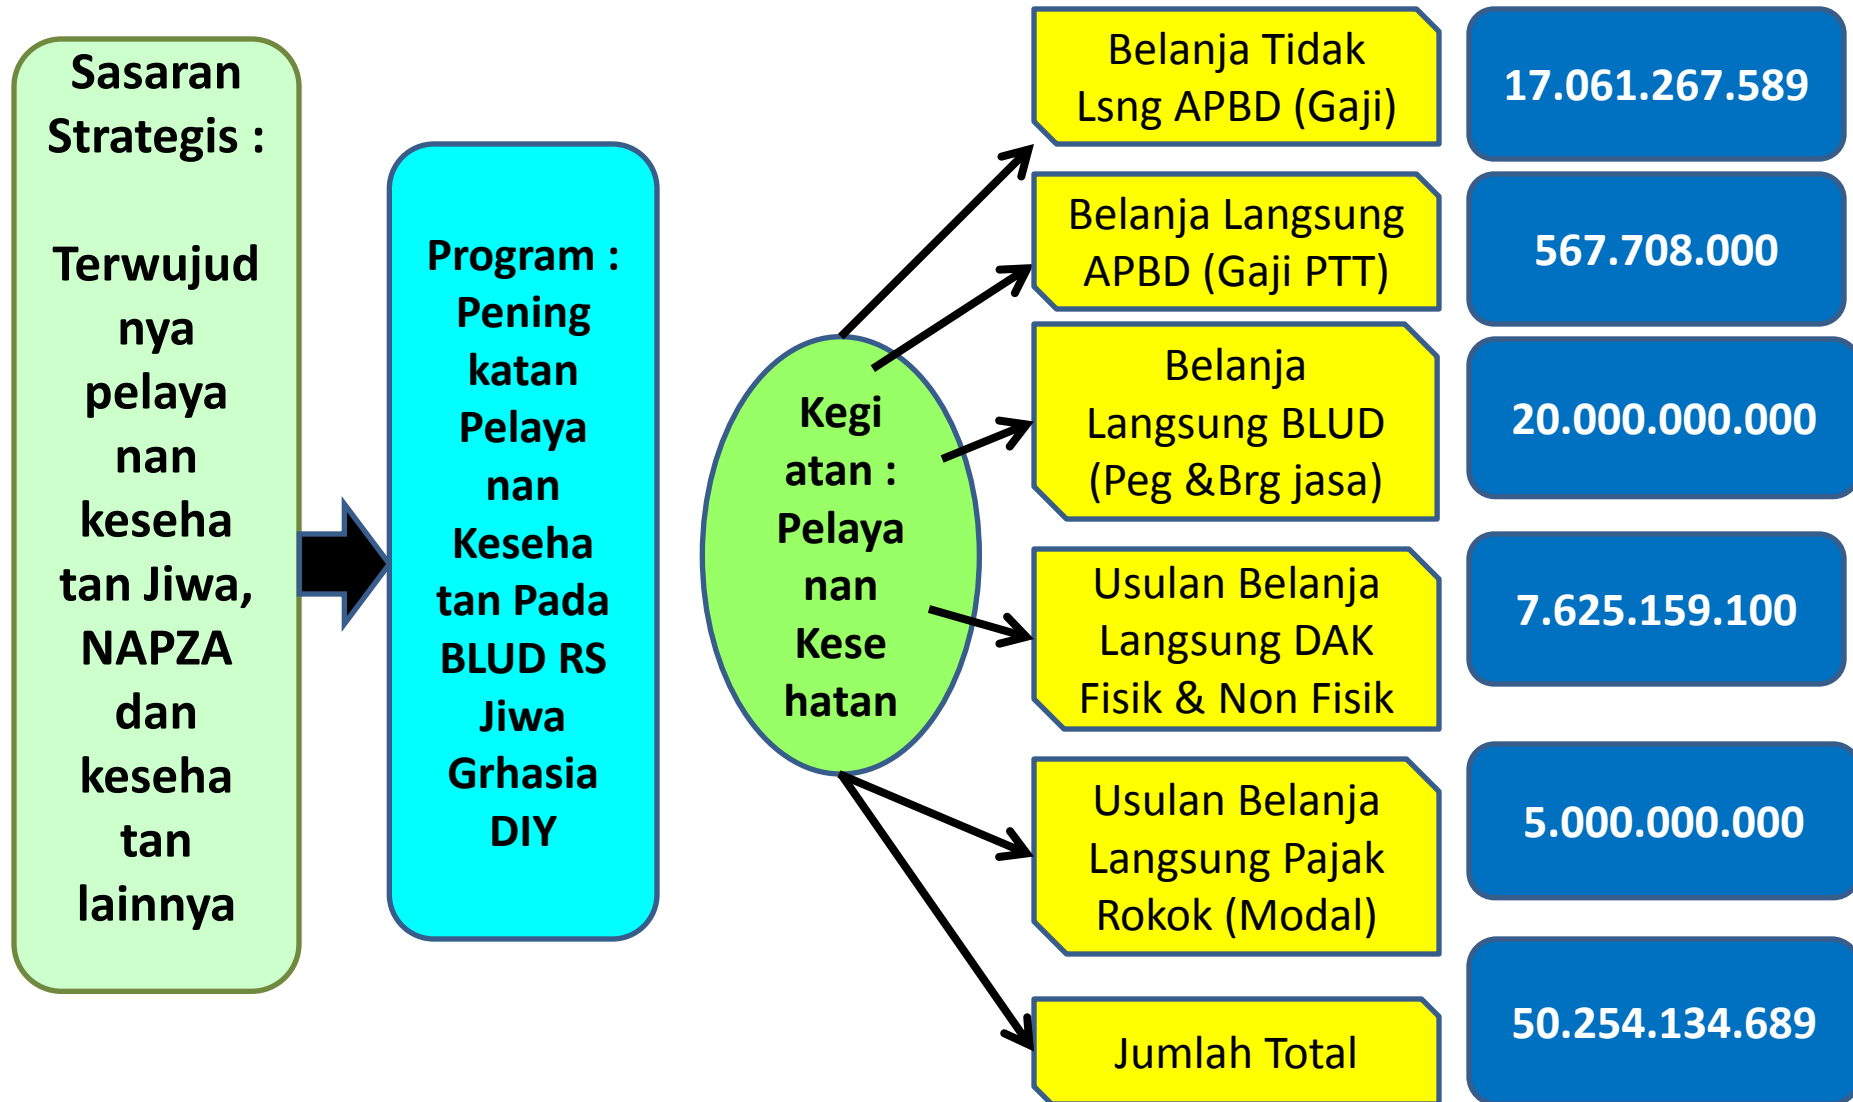 Sasaran
Strategis :
Terwujud
nya
pelaya
nan
keseha
tan Jiwa,
NAPZA
dan
keseha
tan
lainnya
Program :
Pening
katan
Pelaya
nan
Keseha
tan Pada
BLUD RS
Jiwa
Grhasia
DIY
Kegi
atan :
Pelaya
nan
Kese
hatan
Belanja Tidak
Lsng APBD (Gaji)
17.061.267.589
Belanja Langsung
APBD (Gaji PTT)
567.708.000
Belanja
Langsung BLUD
(Peg &Brg jasa)
20.000.000.000
Usulan Belanja
Langsung DAK
Fisik & Non Fisik
7.625.159.100
Usulan Belanja
Langsung Pajak
Rokok (Modal)
5.000.000.000
Jumlah Total
50.254.134.689